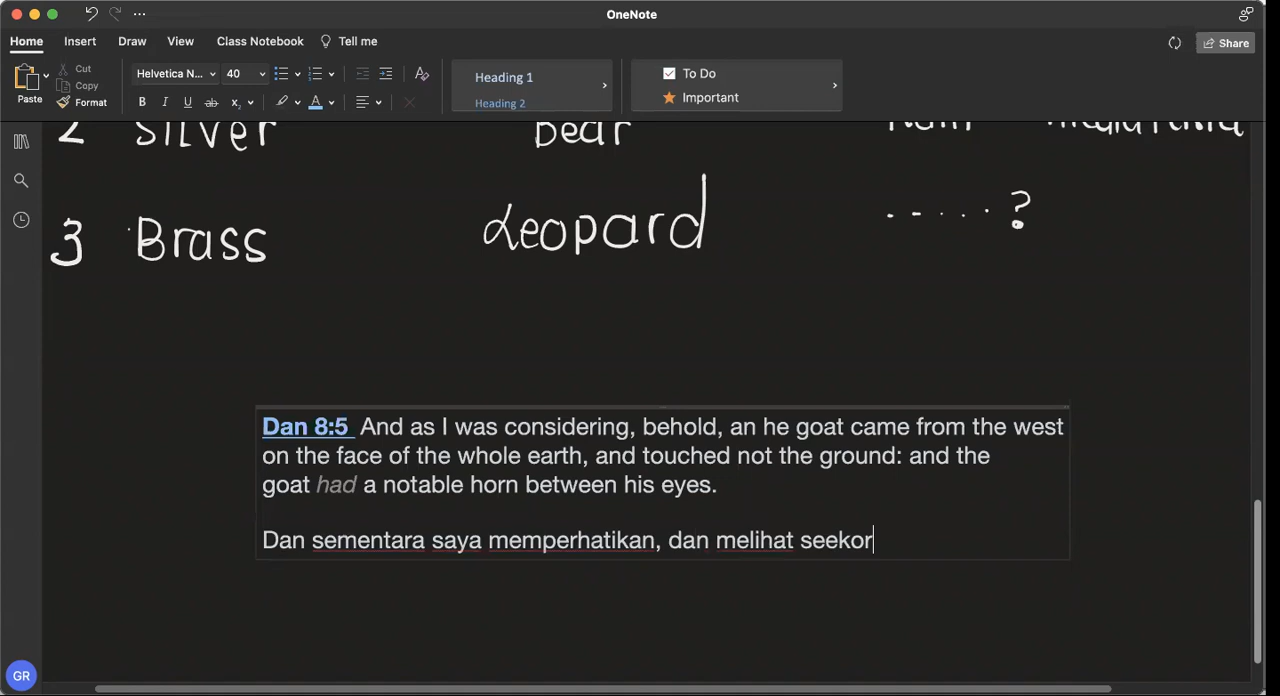 OneNote
Home Insert Draw View Class Notebook Tell me
Share
Paste
Cut
Copy
Format
Helvetica N... 40
Heading 1
Heading 2
To Do
Important
2 Silver Bear
3 Brass Leopard ..... ?
Dan 8:5 And as I was considering, behold, an he goat came from the west
on the face of the whole earth, and touched not the ground: and the
goat had a notable horn between his eyes.
Dan sementara saya memperhatikan, dan melihat seekor
GR